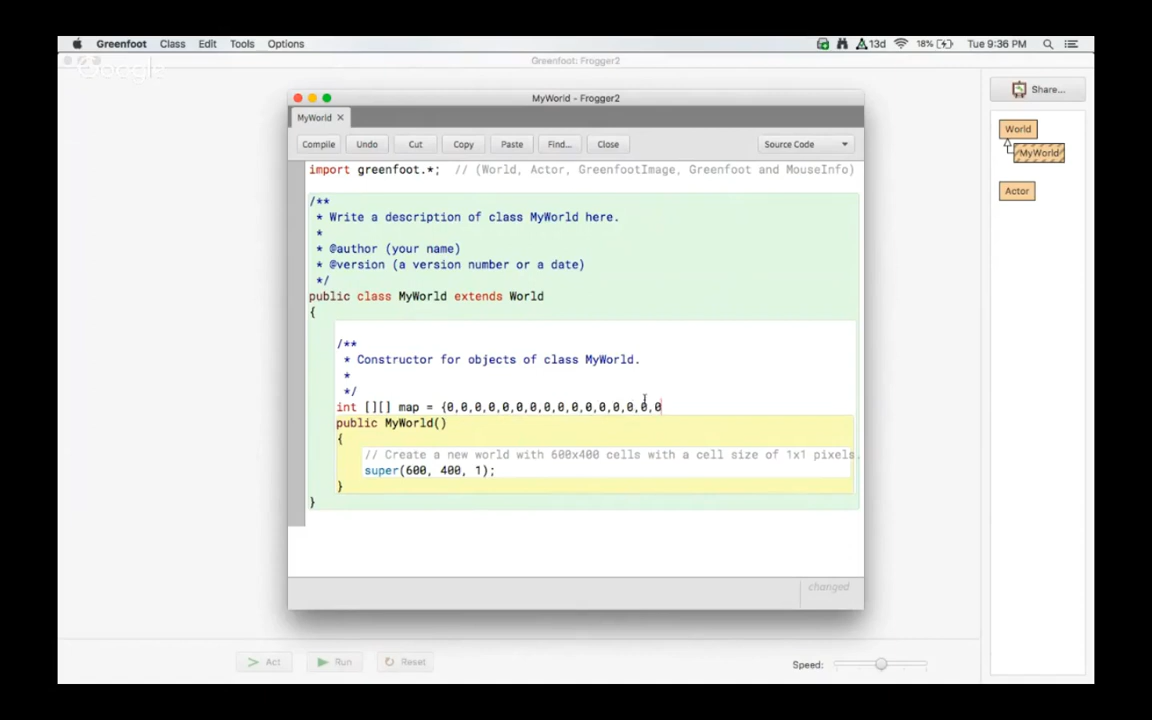 Greenfoot Class Edit Tools Options 13d 18% Tue 9:36 PM
Greenfoot: Frogger2
Share...
MyWorld - Frogger2
MyWorld
World
Compile Undo Cut Copy Paste Find... Close Source Code
MyWorld
import greenfoot.*; // (World, Actor, GreenfootImage, Greenfoot and MouseInfo)
Actor
/**
* Write a description of class MyWorld here.
*
* @author (your name)
* @version (a version number or a date)
*/
public class MyWorld extends World
{
/**
* Constructor for objects of class MyWorld.
*
*/
int [][] map = {0,0,0,0,0,0,0,0,0,0,0,0,0,0,0,0
public MyWorld()
{
// Create a new world with 600x400 cells with a cell size of 1x1 pixels.
super(600, 400, 1);
}
}
changed
Act Run Reset Speed: